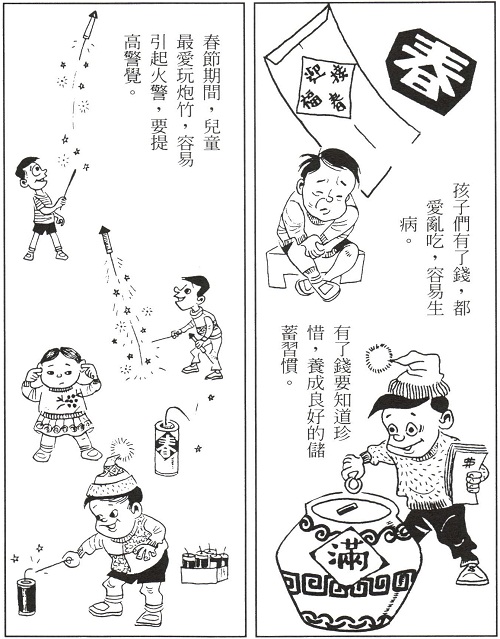 春
接春
迎福
孩子們有了錢，都
愛亂吃，容易生
病。
有了錢要知道珍
惜，養成良好的儲
蓄習慣。
滿
春節期間，兒童
最愛玩炮竹，容易
引起火警，要提
高警覺。
春